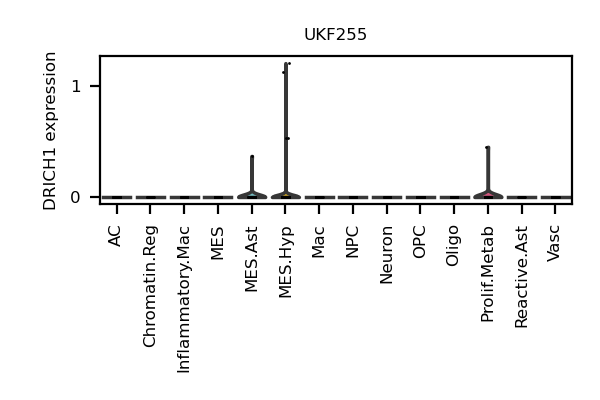 UKF255
DRICH1 expression
1
0
AC
Chromatin.Reg
Inflammatory.Mac
MES
MES.Ast
MES.Hyp
Mac
NPC
Neuron
OPC
Oligo
Prolif.Metab
Reactive.Ast
Vasc